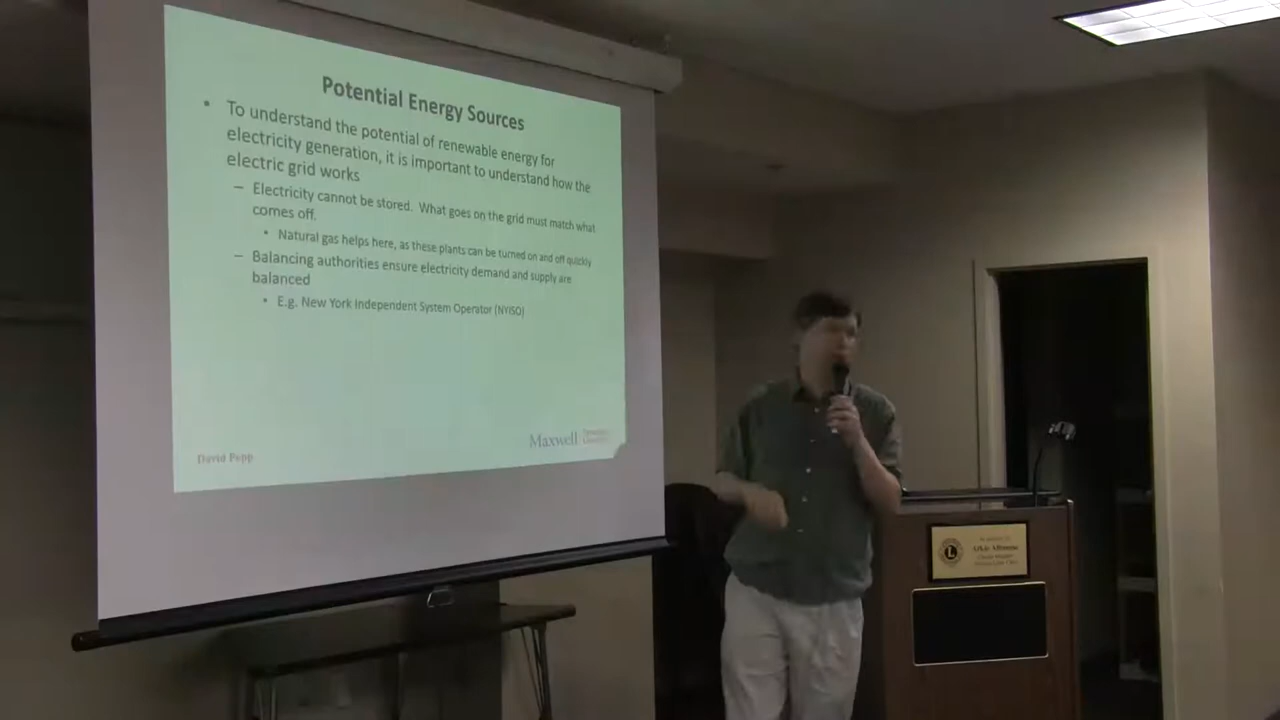 Potential Energy Sources
• To understand the potential of renewable energy for
electricity generation, it is important to understand how the
electric grid works
– Electricity cannot be stored. What goes on the grid must match what
comes off.
• Natural gas helps here, as these plants can be turned on and off quickly
– Balancing authorities ensure electricity demand and supply are
balanced
• E.g. New York Independent System Operator (NYISO)
Maxwell
David Popp
L